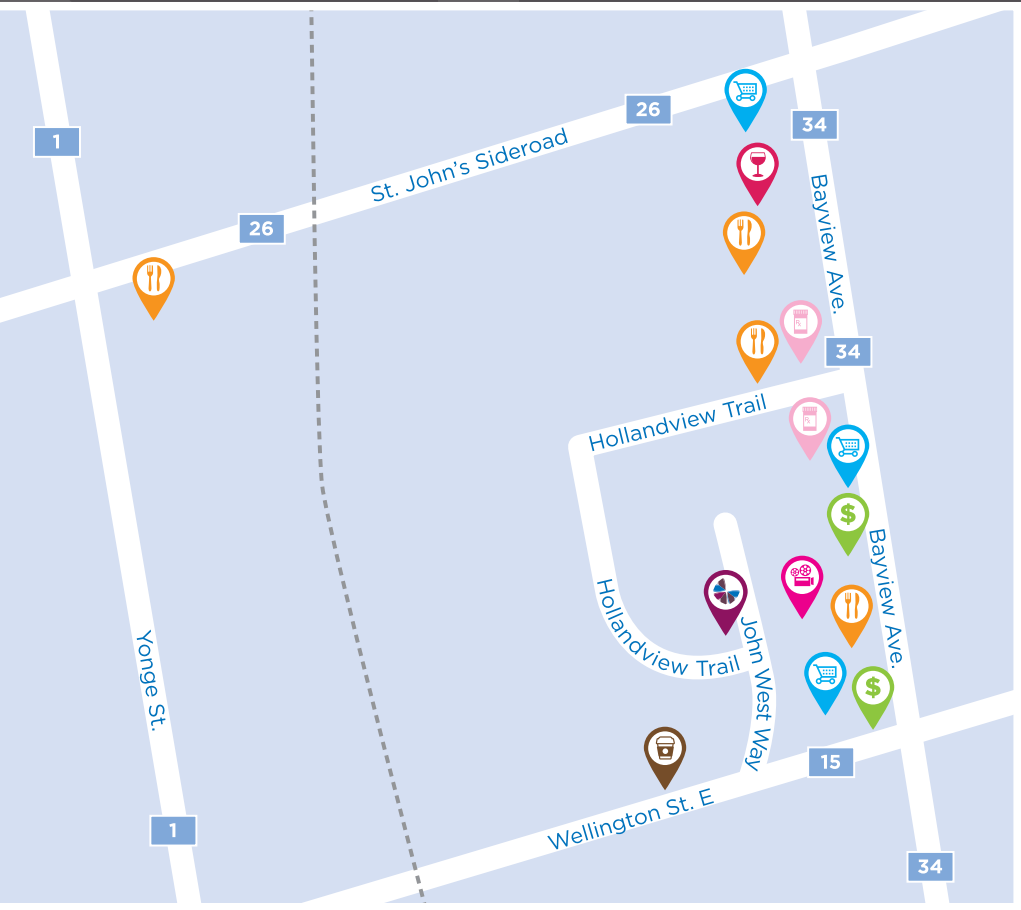 26
34
1
St. John's Sideroad
Bayview Ave.
26
34
Hollandview Trail
$
Bayview Ave.
Hollandview Trail
John West Way
Yonge St.
$
15
Wellington St. E
1
34